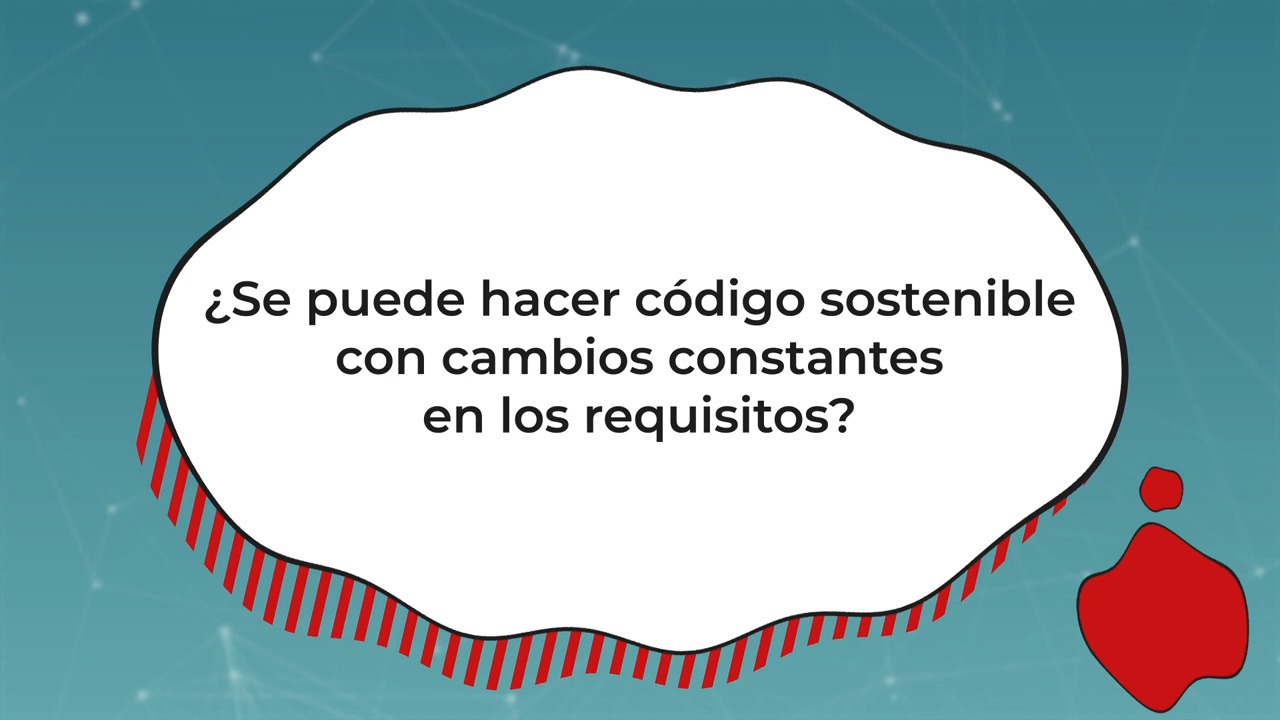 ¿Se puede hacer código sostenible
con cambios constantes
en los requisitos?